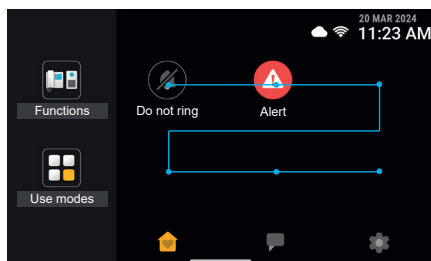 20 MAR 2024
11:23 AM
Functions
Do not ring
Alert
Use modes